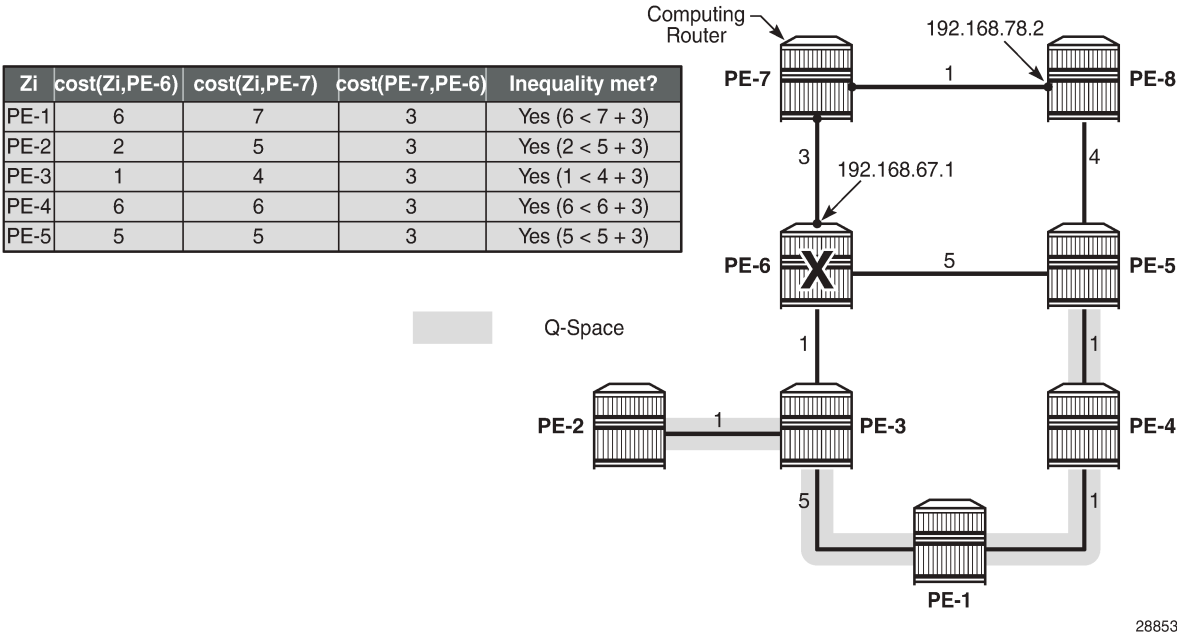 Computing
Router
192.168.78.2
PE-7
1
PE-8
Zi cost(Zi,PE-6) cost(Zi,PE-7) cost(PE-7,PE-6) Inequality met?
PE-1 6 7 3 Yes (6 < 7 + 3)
PE-2 2 5 3 Yes (2 < 5 + 3)
PE-3 1 4 3 Yes (1 < 4 + 3)
PE-4 6 6 3 Yes (6 < 6 + 3)
PE-5 5 5 3 Yes (5 < 5 + 3)
3
192.168.67.1
4
PE-6
X
5
PE-5
Q-Space
1
1
PE-2
1
PE-3
PE-4
5
1
PE-1
28853